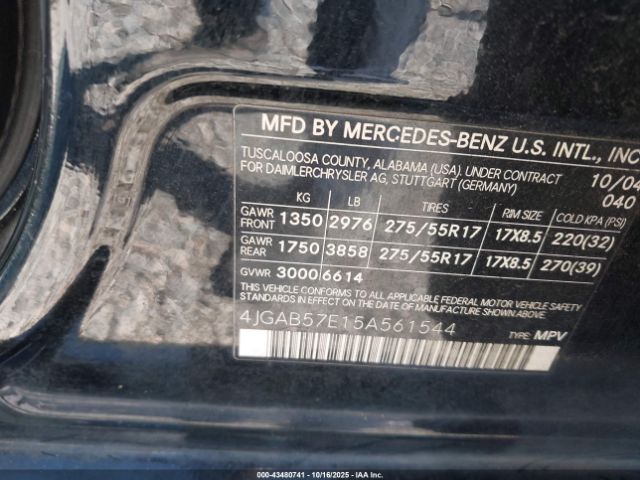 MFD BY MERCEDES-BENZ U.S. INTL., INC
TUSCALOOSA COUNTY, ALABAMA (USA). UNDER CONTRACT 10/04
FOR DAIMLERCHRYSLER AG, STUTTGART (GERMANY) 040
KG LB TIRES RIM SIZE COLD KPA (PSI)
GAWR FRONT 1350 2976 275/55R17 17X8.5 220(32)
GAWR REAR 1750 3858 275/55R17 17X8.5 270(39)
GVWR 3000 6614
THIS VEHICLE CONFORMS TO ALL APPLICABLE FEDERAL MOTOR VEHICLE SAFETY
STANDARDS IN EFFECT ON THE DATE OF MANUFACTURE SHOWN ABOVE.
4JGAB57E15A561544 TYPE: MPV
000-43480741 - 10/16/2025 - IAA Inc.